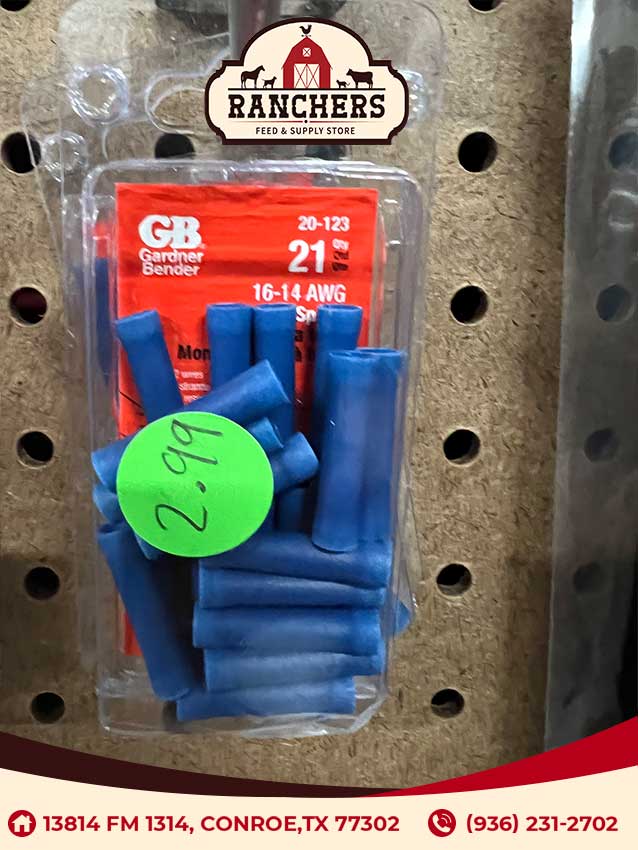 RANCHERS
FEED & SUPPLY STORE
GB
Gardner
Bender
20-123
21
Qty
16-14 AWG
2.99
13814 FM 1314, CONROE,TX 77302
(936) 231-2702